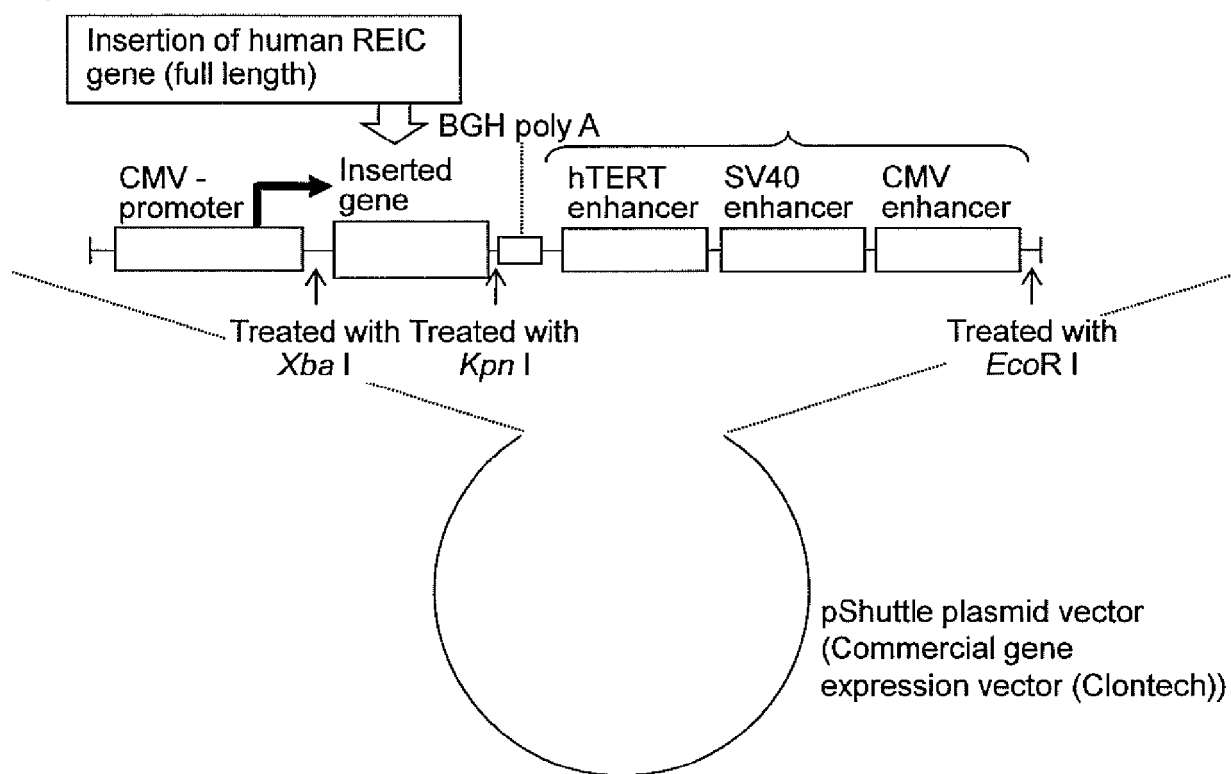 Insertion of human REIC
gene (full length)
BGH poly A
CMV -
promoter
Inserted
gene
hTERT
enhancer
SV40
enhancer
CMV
enhancer
Treated with
Xba I
Treated with
Kpn I
Treated with
EcoR I
pShuttle plasmid vector
(Commercial gene
expression vector (Clontech))